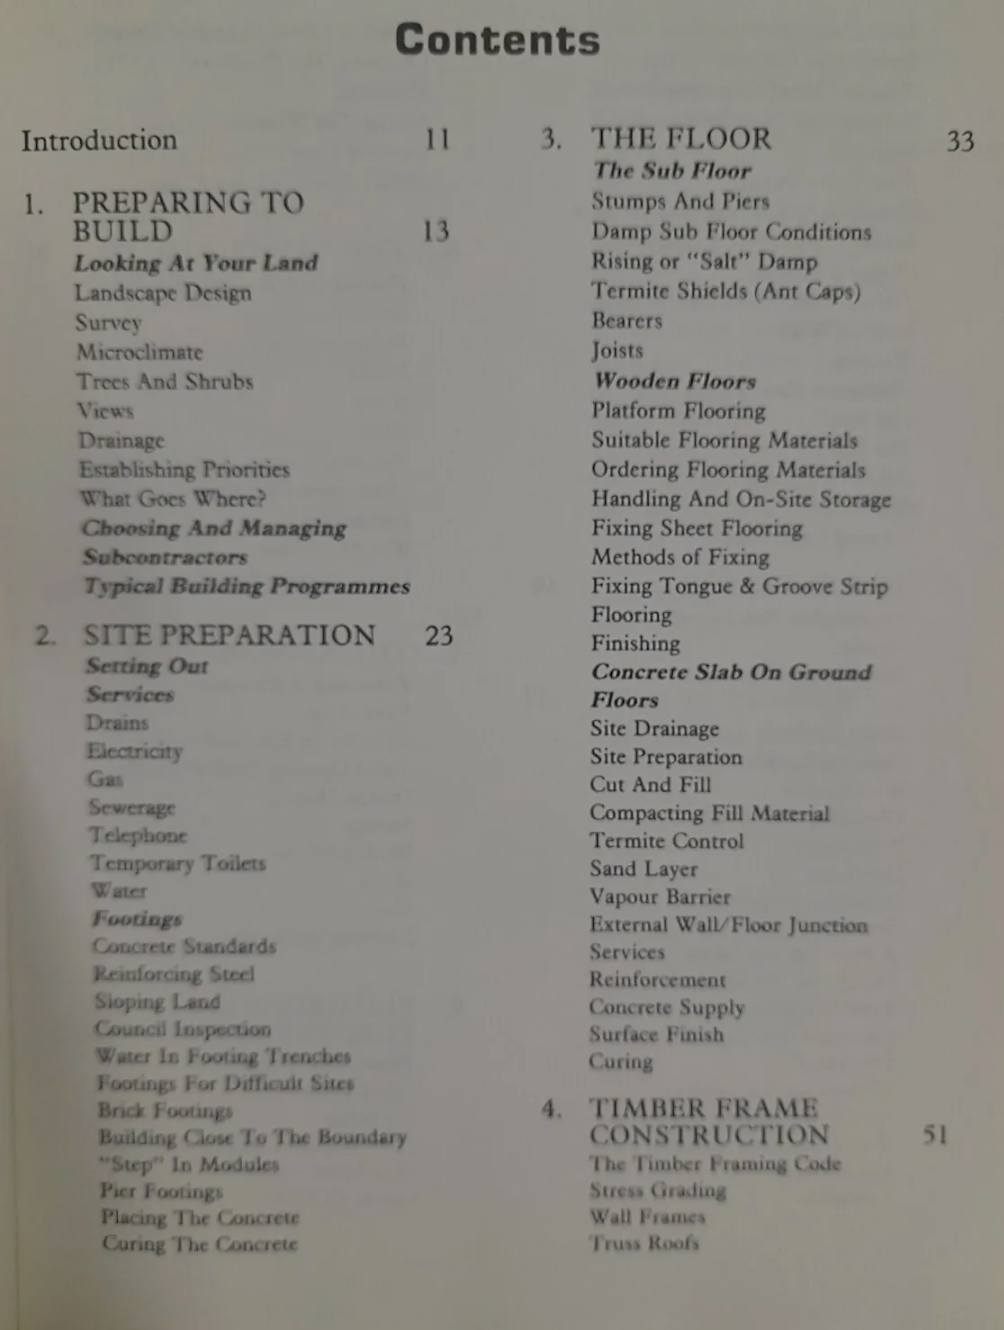 Contents
Introduction 11
1. PREPARING TO
BUILD 13
Looking At Your Land
Landscape Design
Survey
Microclimate
Trees And Shrubs
Views
Drainage
Establishing Priorities
What Goes Where?
Choosing And Managing
Subcontractors
Typical Building Programmes
2. SITE PREPARATION 23
Setting Out
Services
Drains
Electricity
Gas
Sewerage
Telephone
Temporary Toilets
Water
Footings
Concrete Standards
Reinforcing Steel
Sloping Land
Council Inspection
Water In Footing Trenches
Footings For Difficult Sites
Brick Footings
Building Close To The Boundary
"Step" In Modules
Pier Footings
Placing The Concrete
Curing The Concrete
3. THE FLOOR 33
The Sub Floor
Stumps And Piers
Damp Sub Floor Conditions
Rising or "Salt" Damp
Termite Shields (Ant Caps)
Bearers
Joists
Wooden Floors
Platform Flooring
Suitable Flooring Materials
Ordering Flooring Materials
Handling And On-Site Storage
Fixing Sheet Flooring
Methods of Fixing
Fixing Tongue & Groove Strip
Flooring
Finishing
Concrete Slab On Ground
Floors
Site Drainage
Site Preparation
Cut And Fill
Compacting Fill Material
Termite Control
Sand Layer
Vapour Barrier
External Wall/Floor Junction
Services
Reinforcement
Concrete Supply
Surface Finish
Curing
4. TIMBER FRAME
CONSTRUCTION 51
The Timber Framing Code
Stress Grading
Wall Frames
Truss Roofs